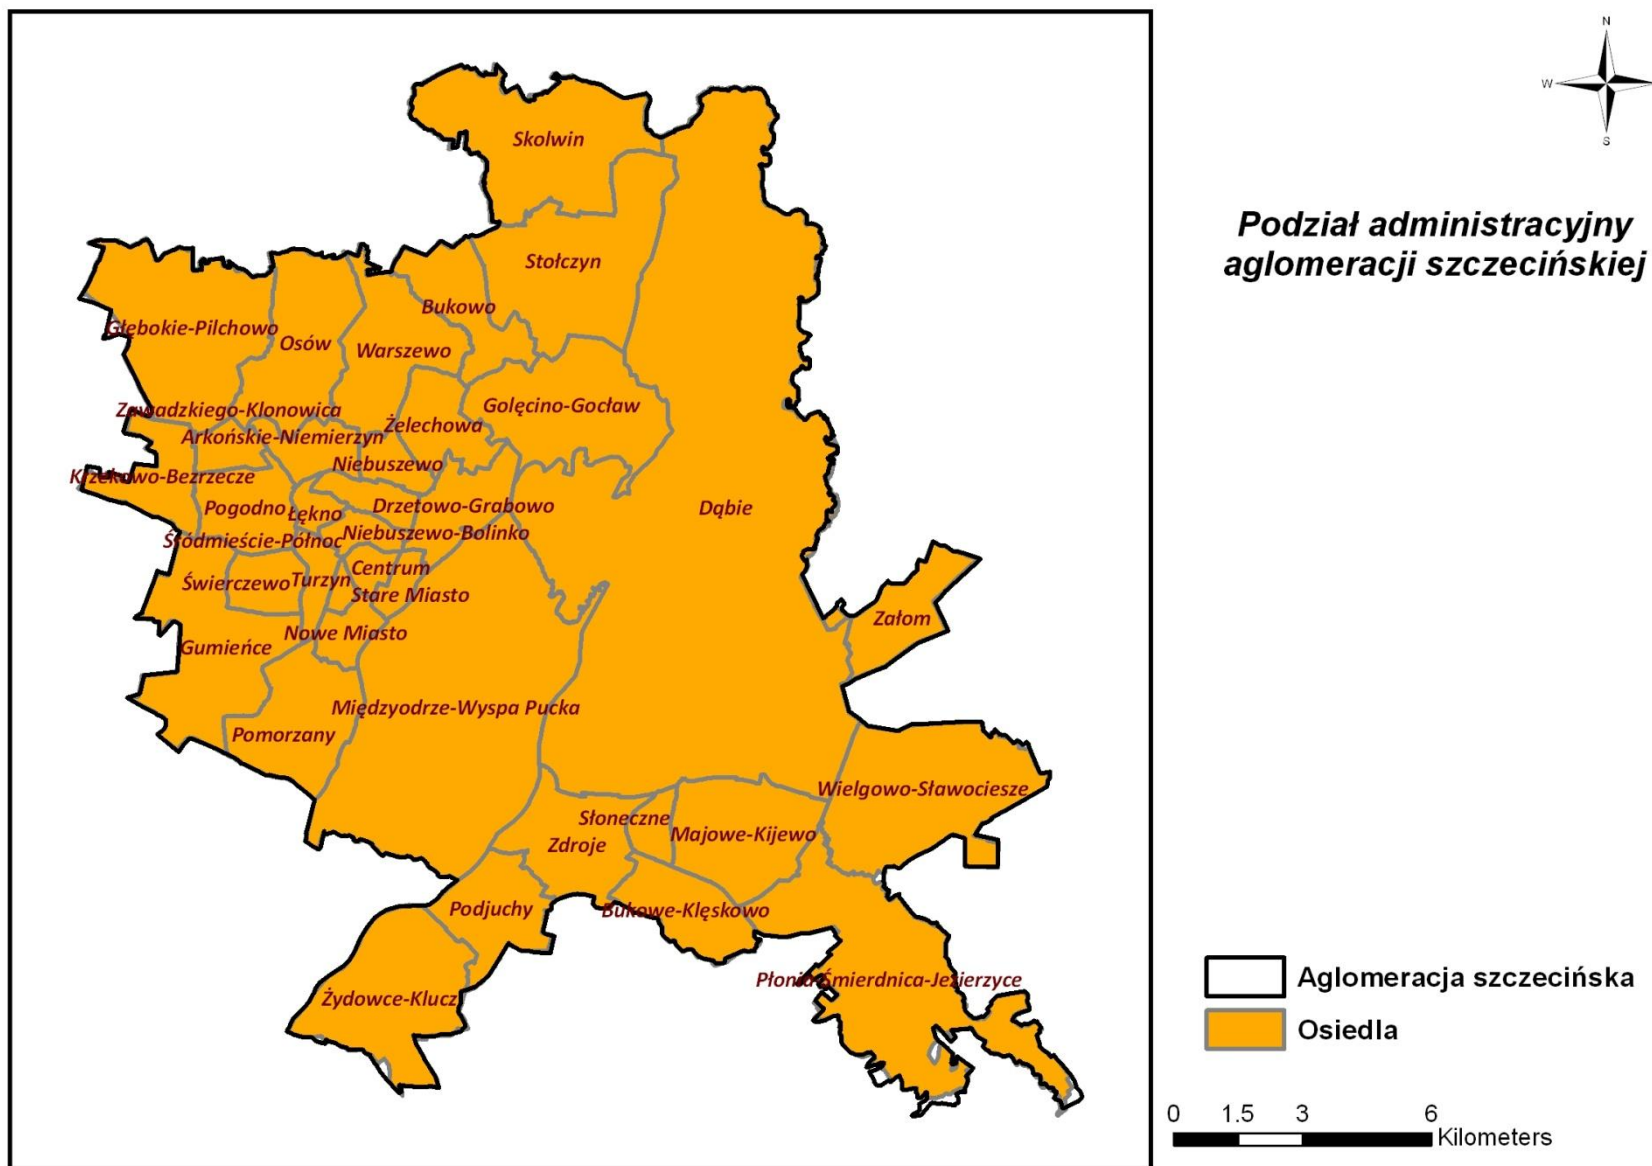 N
W
S
Podział administracyjny
aglomeracji szczecińskiej
Skolwin
Stołczyn
Bukowo
Głębokie-Pilchowo
Osów
Warszewo
Zawadzkiego-Klonowica
Golęcino-Gocław
Żelechowa
Arkońskie-Niemierzyn
Niebuszewo
Krzekowo-Bezrzecze
Pogodno
Łękno
Drzetowo-Grabowo
Dąbie
Niebuszewo-Bolinko
Śłódmieście-Północ
Centrum
Świerczewo
Turzyn
Stare Miasto
Załom
Nowe Miasto
Gumieńce
Międzyodrze-Wyspa Pucka
Pomorzany
Wielgowo-Sławociesze
Słoneczne
Majowe-Kijewo
Zdroje
Podjuchy
Bukowe-Klęskowo
Płonia-Śmierdnica-Jezierzyce
Żydowce-Klucz
Aglomeracja szczecińska
Osiedla
0 1.5 3 6
Kilometers